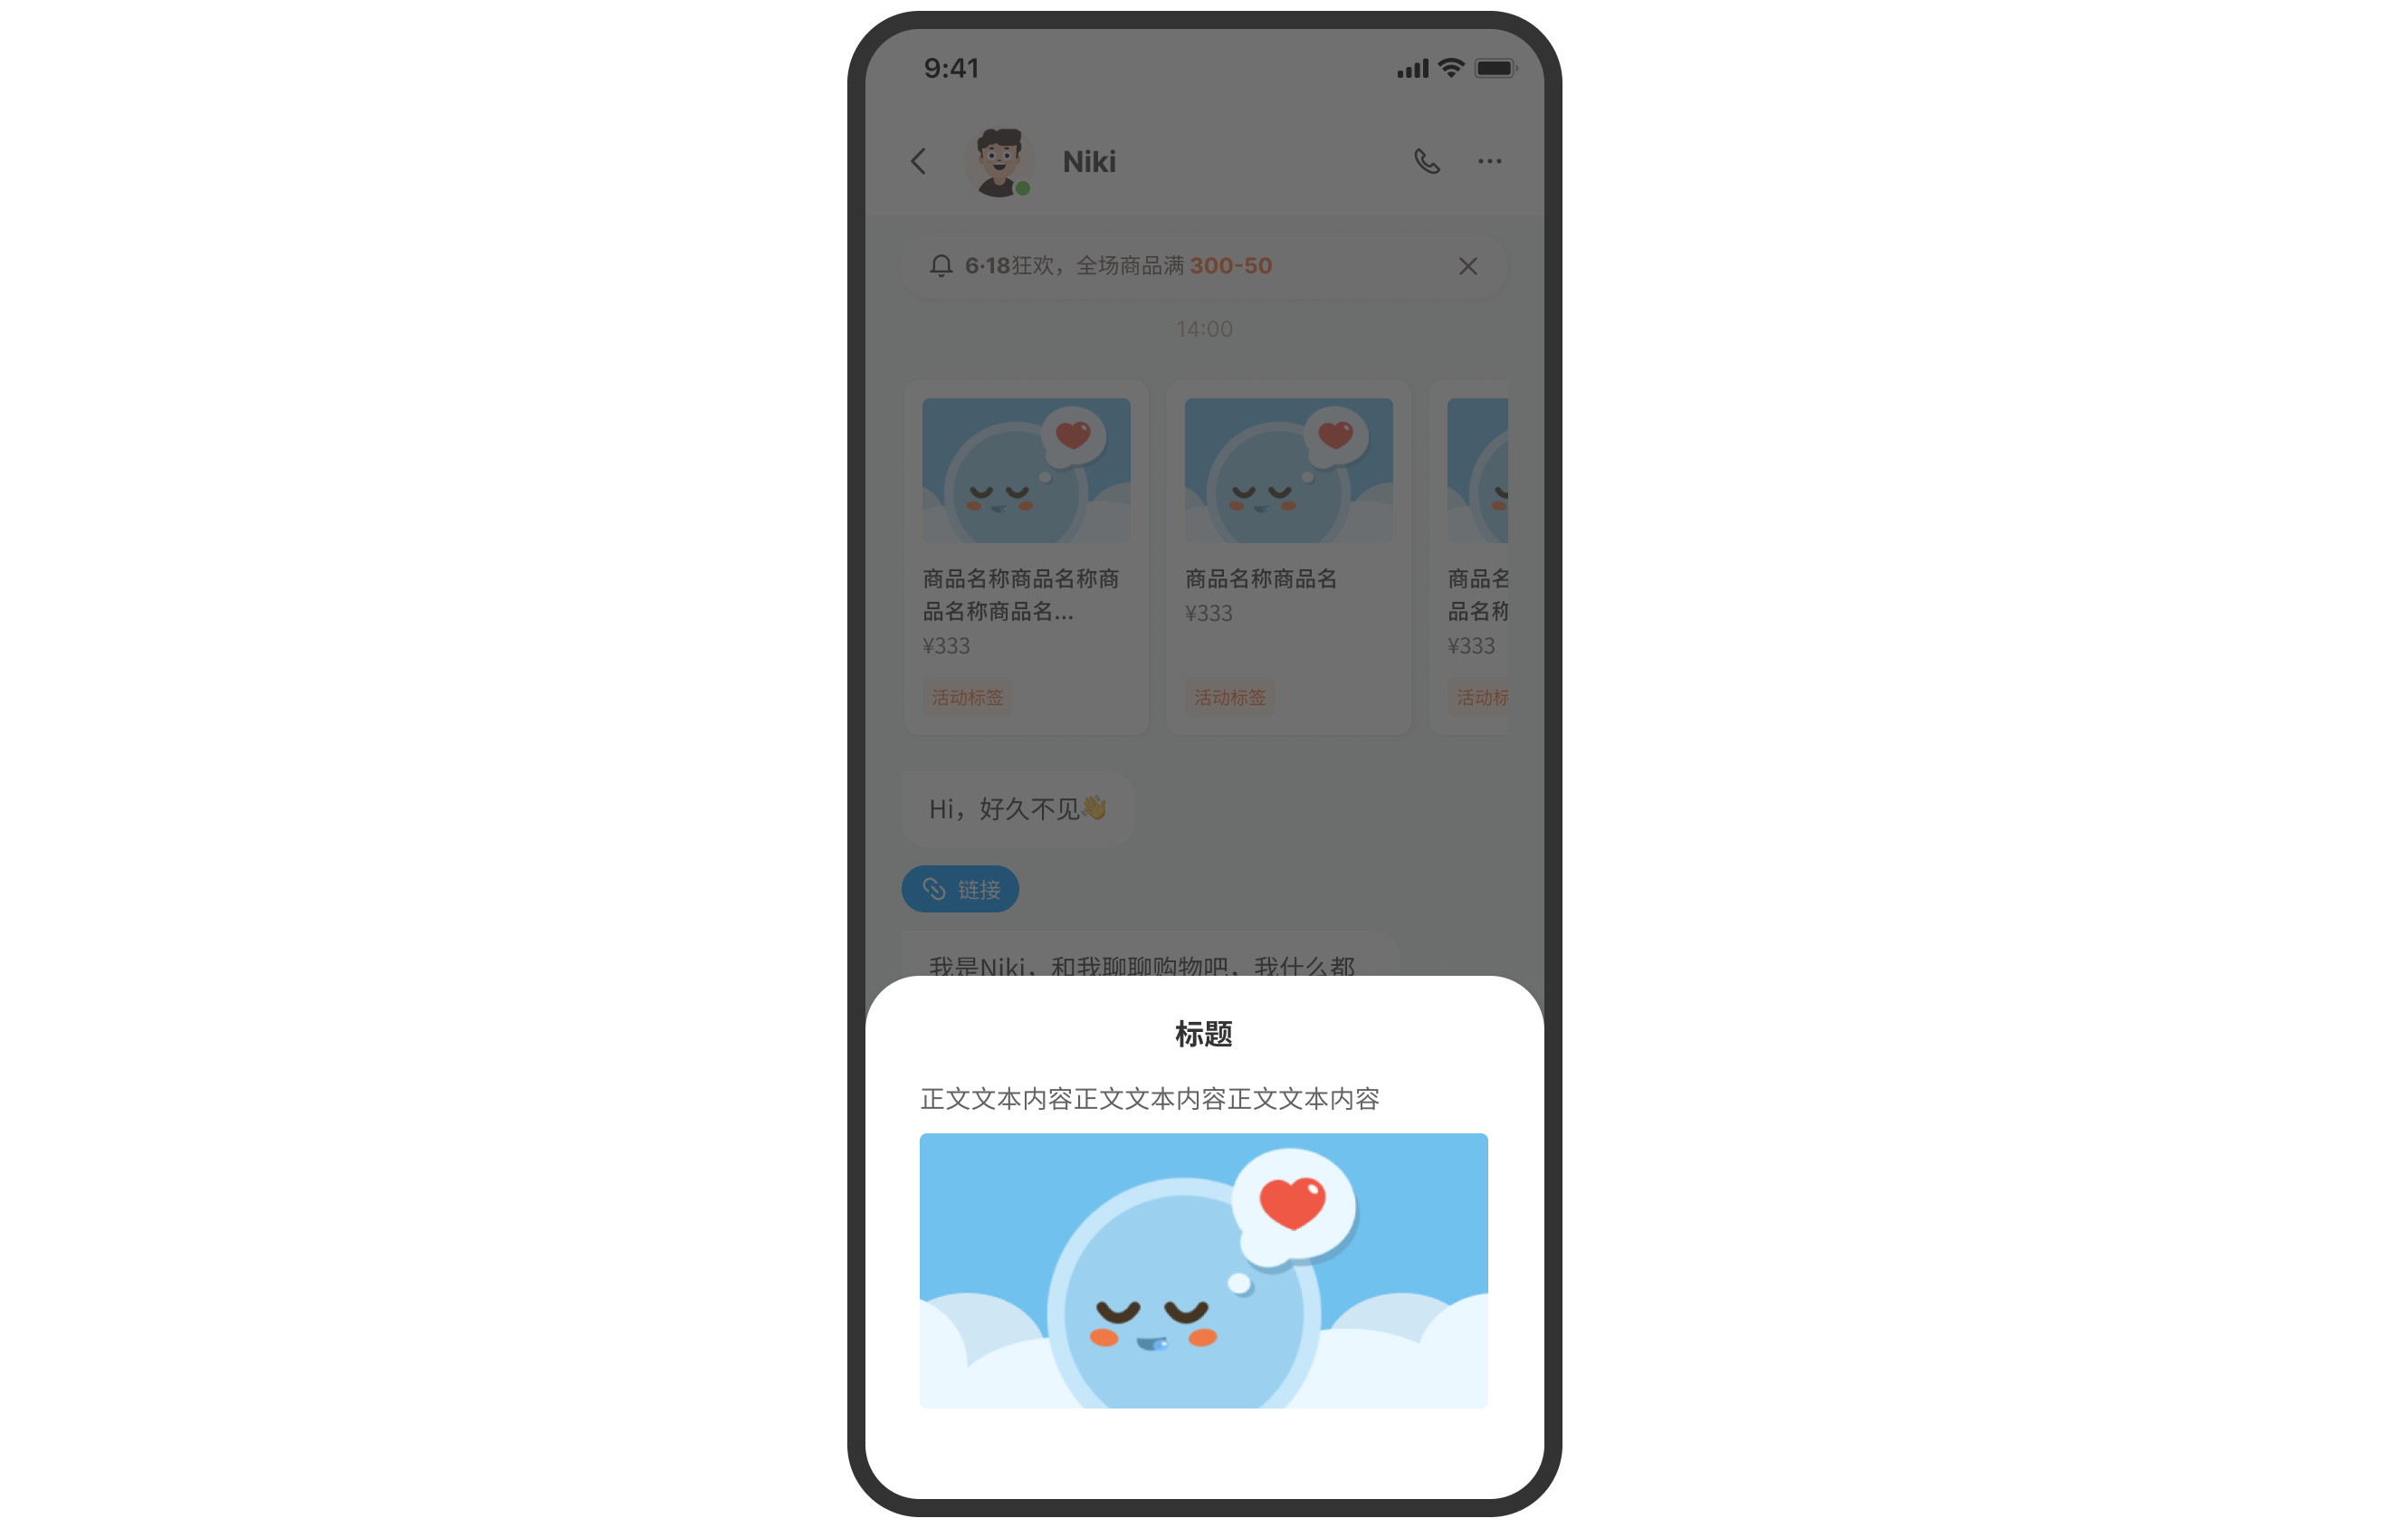 9:41
Niki
6·18狂欢，全场商品满 300-50
14:00
商品名称商品名称商
品名称商品名...
¥333
活动标签
商品名称商品名
¥333
活动标签
商品名
品名称
¥333
活动标
Hi，好久不见👋
链接
我是Niki，和我聊聊购物吧，我什么都
标题
正文文本内容正文文本内容正文文本内容